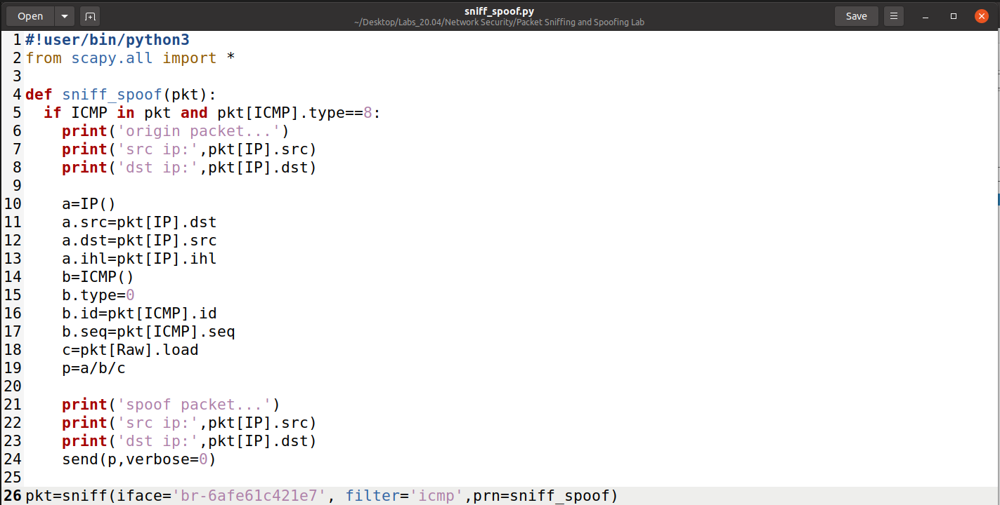 Open
sniff_spoof.py
~/Desktop/Labs_20.04/Network Security/Packet Sniffing and Spoofing Lab
Save
1 #!user/bin/python3
2 from scapy.all import *
3
4 def sniff_spoof(pkt):
5   if ICMP in pkt and pkt[ICMP].type==8:
6     print('origin packet...')
7     print('src ip:',pkt[IP].src)
8     print('dst ip:',pkt[IP].dst)
9
10     a=IP()
11     a.src=pkt[IP].dst
12     a.dst=pkt[IP].src
13     a.ihl=pkt[IP].ihl
14     b=ICMP()
15     b.type=0
16     b.id=pkt[ICMP].id
17     b.seq=pkt[ICMP].seq
18     c=pkt[Raw].load
19     p=a/b/c
20
21     print('spoof packet...')
22     print('src ip:',pkt[IP].src)
23     print('dst ip:',pkt[IP].dst)
24     send(p,verbose=0)
25
26 pkt=sniff(iface='br-6afe61c421e7', filter='icmp',prn=sniff_spoof)